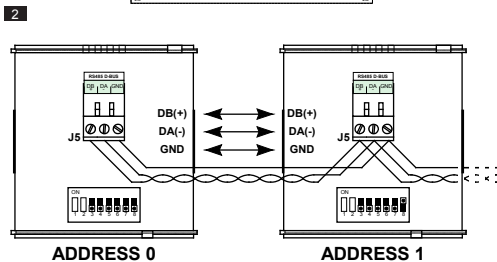 2
RS485 D-BUS
DB DA GND
+ -
J5
ON
1 2 3 4 5 6 7 8
ADDRESS 0
DB(+) DB(+)
DA(-) DA(-)
GND GND
RS485 D-BUS
DB DA GND
+ -
J5
ON
1 2 3 4 5 6 7 8
ADDRESS 1